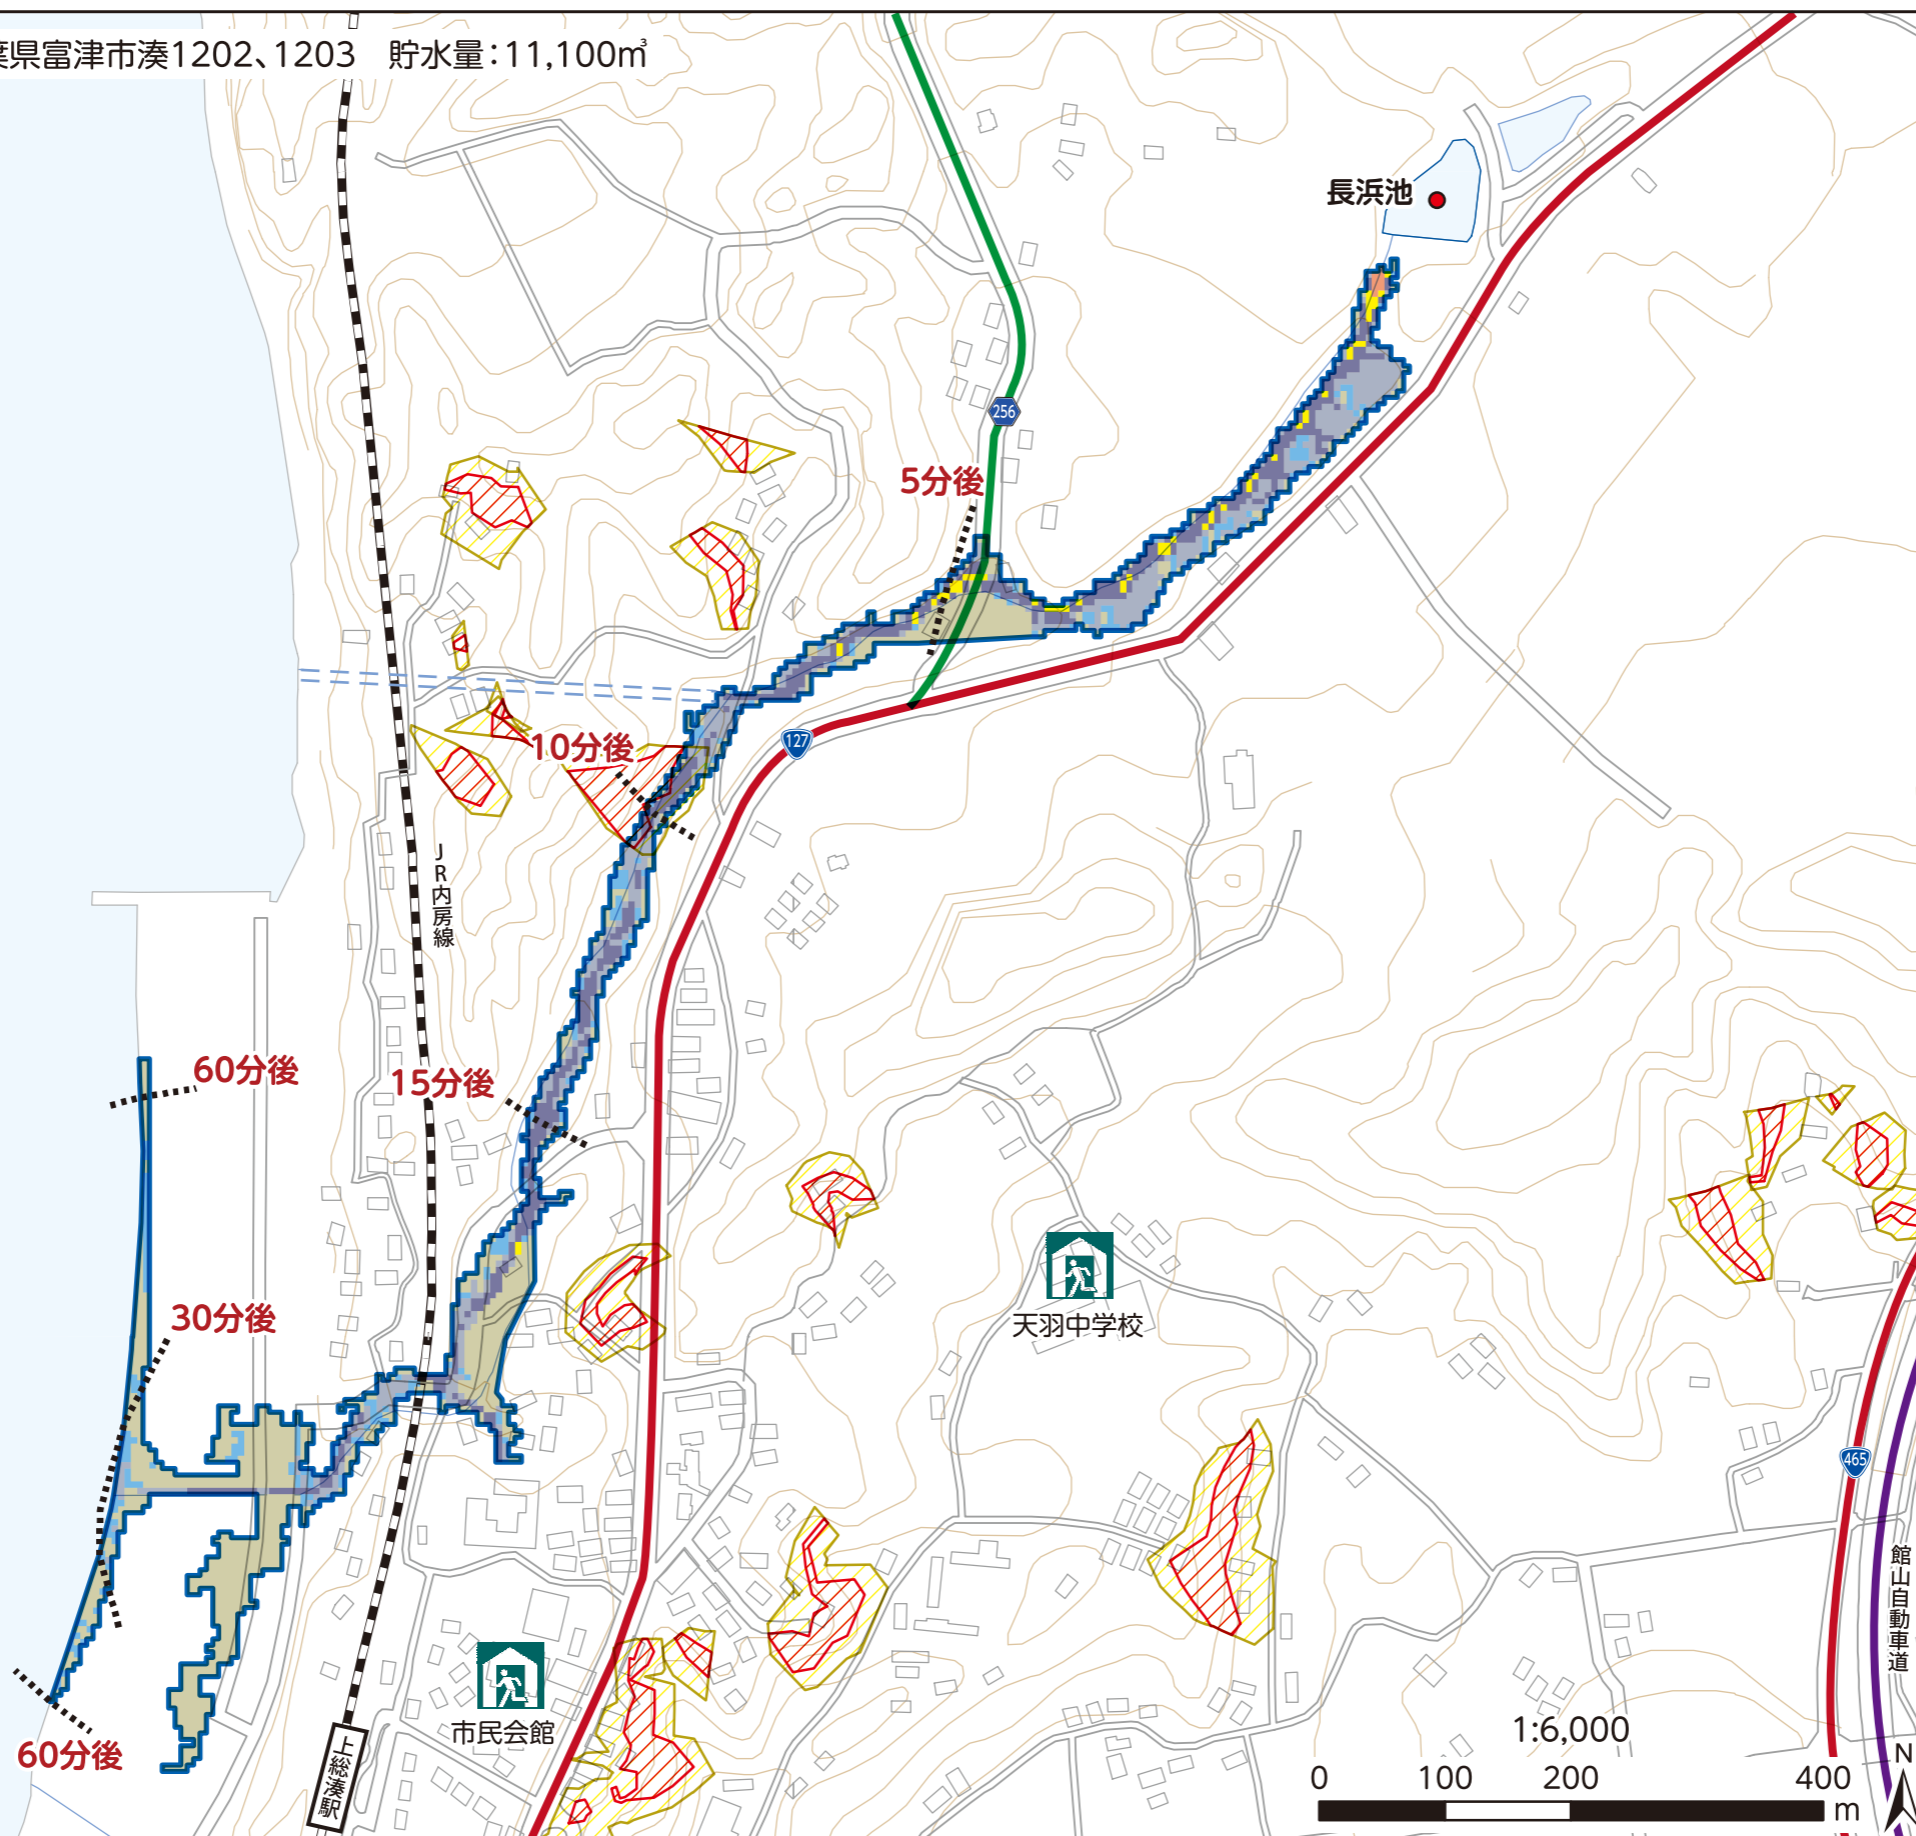 県富津市湊1202、1203　貯水量：11,100㎥
長浜池
256
5分後
10分後
127
JR内房線
60分後
15分後
30分後
天羽中学校
465
館山自動車道
市民会館
上総湊駅
60分後
1:6,000
N
0 100 200 400
m